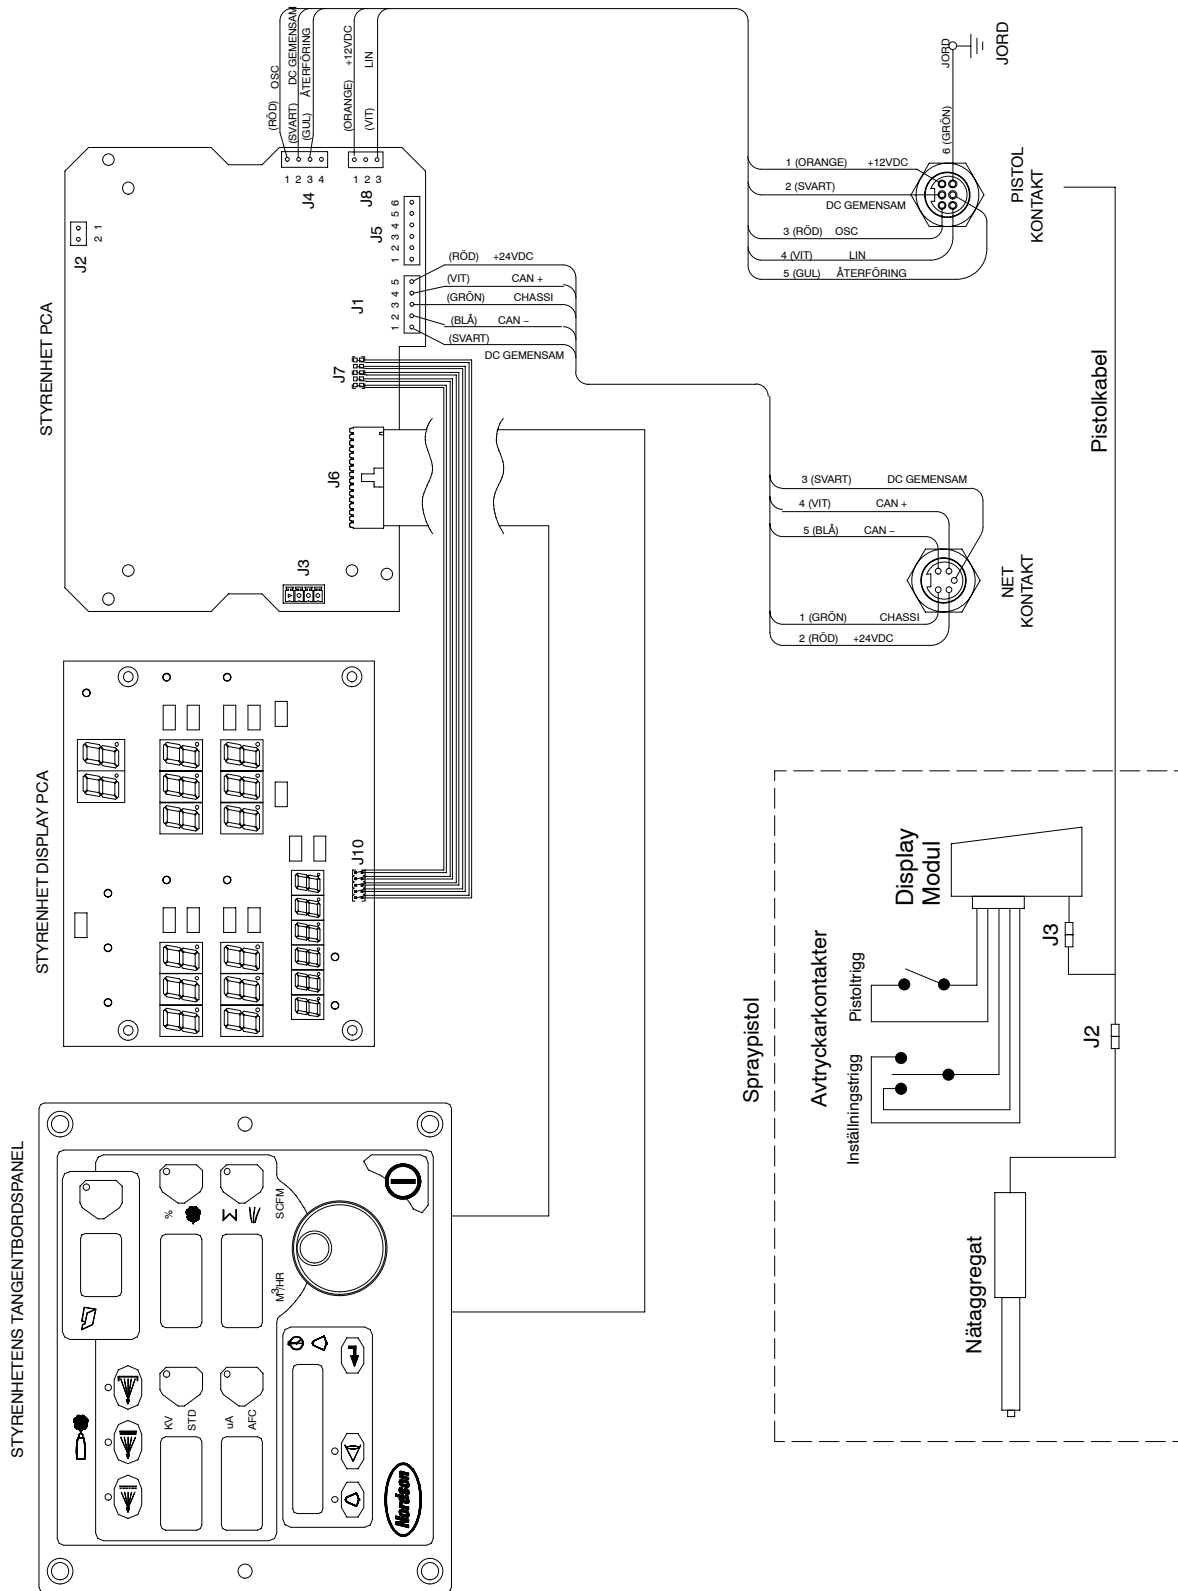 STYRENHET PCA
J2
2 1
(RÖD) OSC
(SVART) DC GEMENSAM
(GUL) ÅTERFÖRING
(ORANGE) +12VDC
(VIT) LIN
1 2 3 4
J4
1 2 3
J8
1 2 3 4 5 6
J5
1 2 3 4 5
J1
(RÖD) +24VDC
(VIT) CAN +
(GRÖN) CHASSI
(BLÅ) CAN –
(SVART)
DC GEMENSAM
J7
J6
J3
6 (GRÖN) JORD
JORD
1 (ORANGE) +12VDC
2 (SVART)
DC GEMENSAM
3 (RÖD) OSC
4 (VIT) LIN
5 (GUL) ÅTERFÖRING
PISTOL
KONTAKT
3 (SVART) DC GEMENSAM
4 (VIT) CAN +
5 (BLÅ) CAN –
1 (GRÖN) CHASSI
2 (RÖD) +24VDC
NET
KONTAKT
Pistolkabel
STYRENHET DISPLAY PCA
J10
STYRENHETENS TANGENTBORDSPANEL
KV
STD
uA
AFC
%
M³/HR
SCFM
Nordson
Spraypistol
Avtryckarkontakter
Inställningstrigg
Pistoltrigg
Display
Modul
J3
J2
Nätaggregat